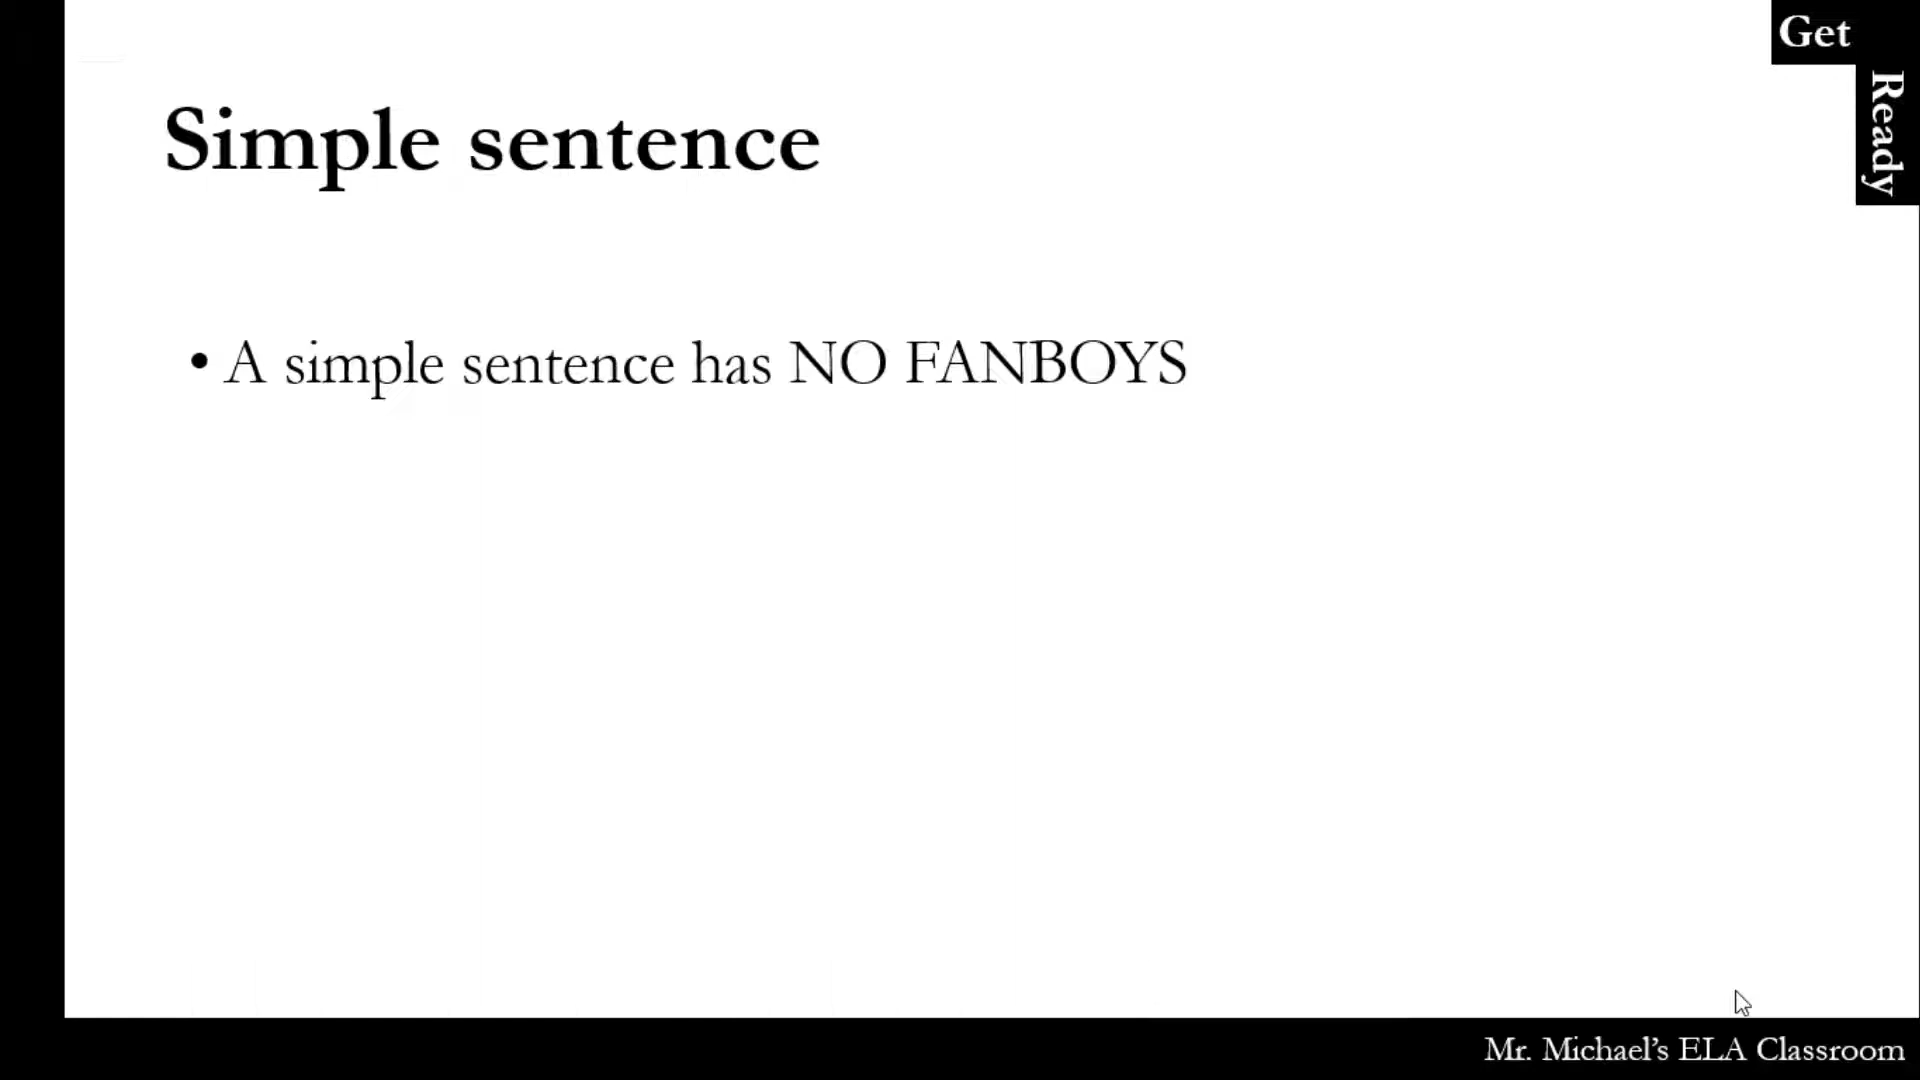 Get
Ready
Simple sentence
• A simple sentence has NO FANBOYS
Mr. Michael’s ELA Classroom